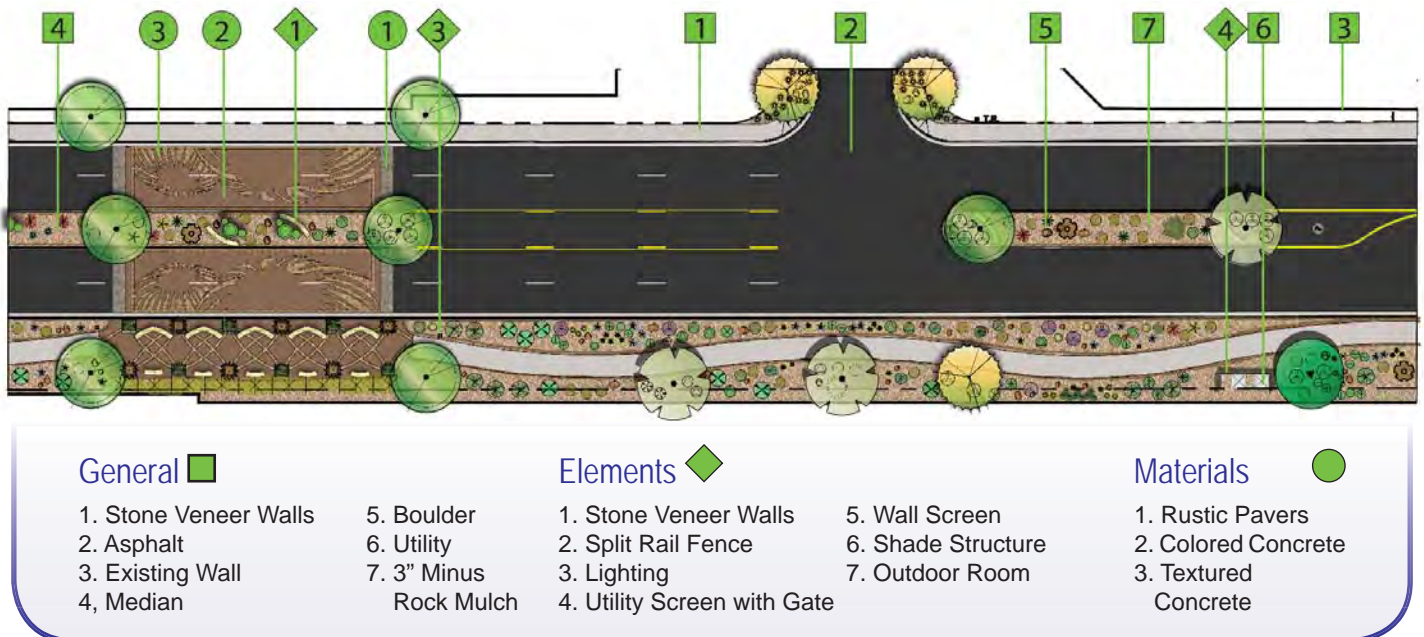 4 3 2 1 1 3 1 2 5 7 4 6 3
General
1. Stone Veneer Walls
2. Asphalt
3. Existing Wall
4, Median
5. Boulder
6. Utility
7. 3” Minus
Rock Mulch
Elements
1. Stone Veneer Walls
2. Split Rail Fence
3. Lighting
4. Utility Screen with Gate
5. Wall Screen
6. Shade Structure
7. Outdoor Room
Materials
1. Rustic Pavers
2. Colored Concrete
3. Textured
Concrete